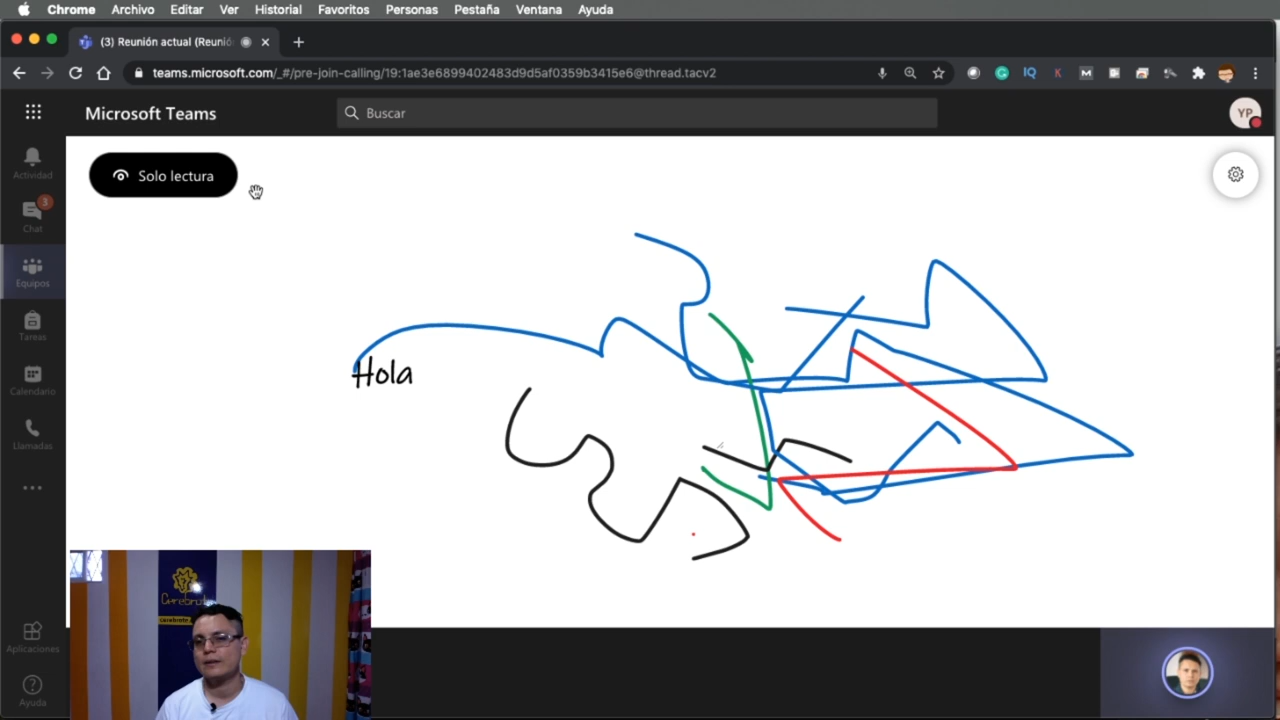 Chrome Archivo Editar Ver Historial Favoritos Personas Pestaña Ventana Ayuda
(3) Reunión actual (Reunió
teams.microsoft.com/_#/pre-join-calling/19:1ae3e6899402483d9d5af0359b3415e6@thread.tacv2
Microsoft Teams
Buscar
YP
Actividad
Solo lectura
3
Chat
Equipos
Tareas
Calendario
Llamadas
Hola
Aplicaciones
Ayuda